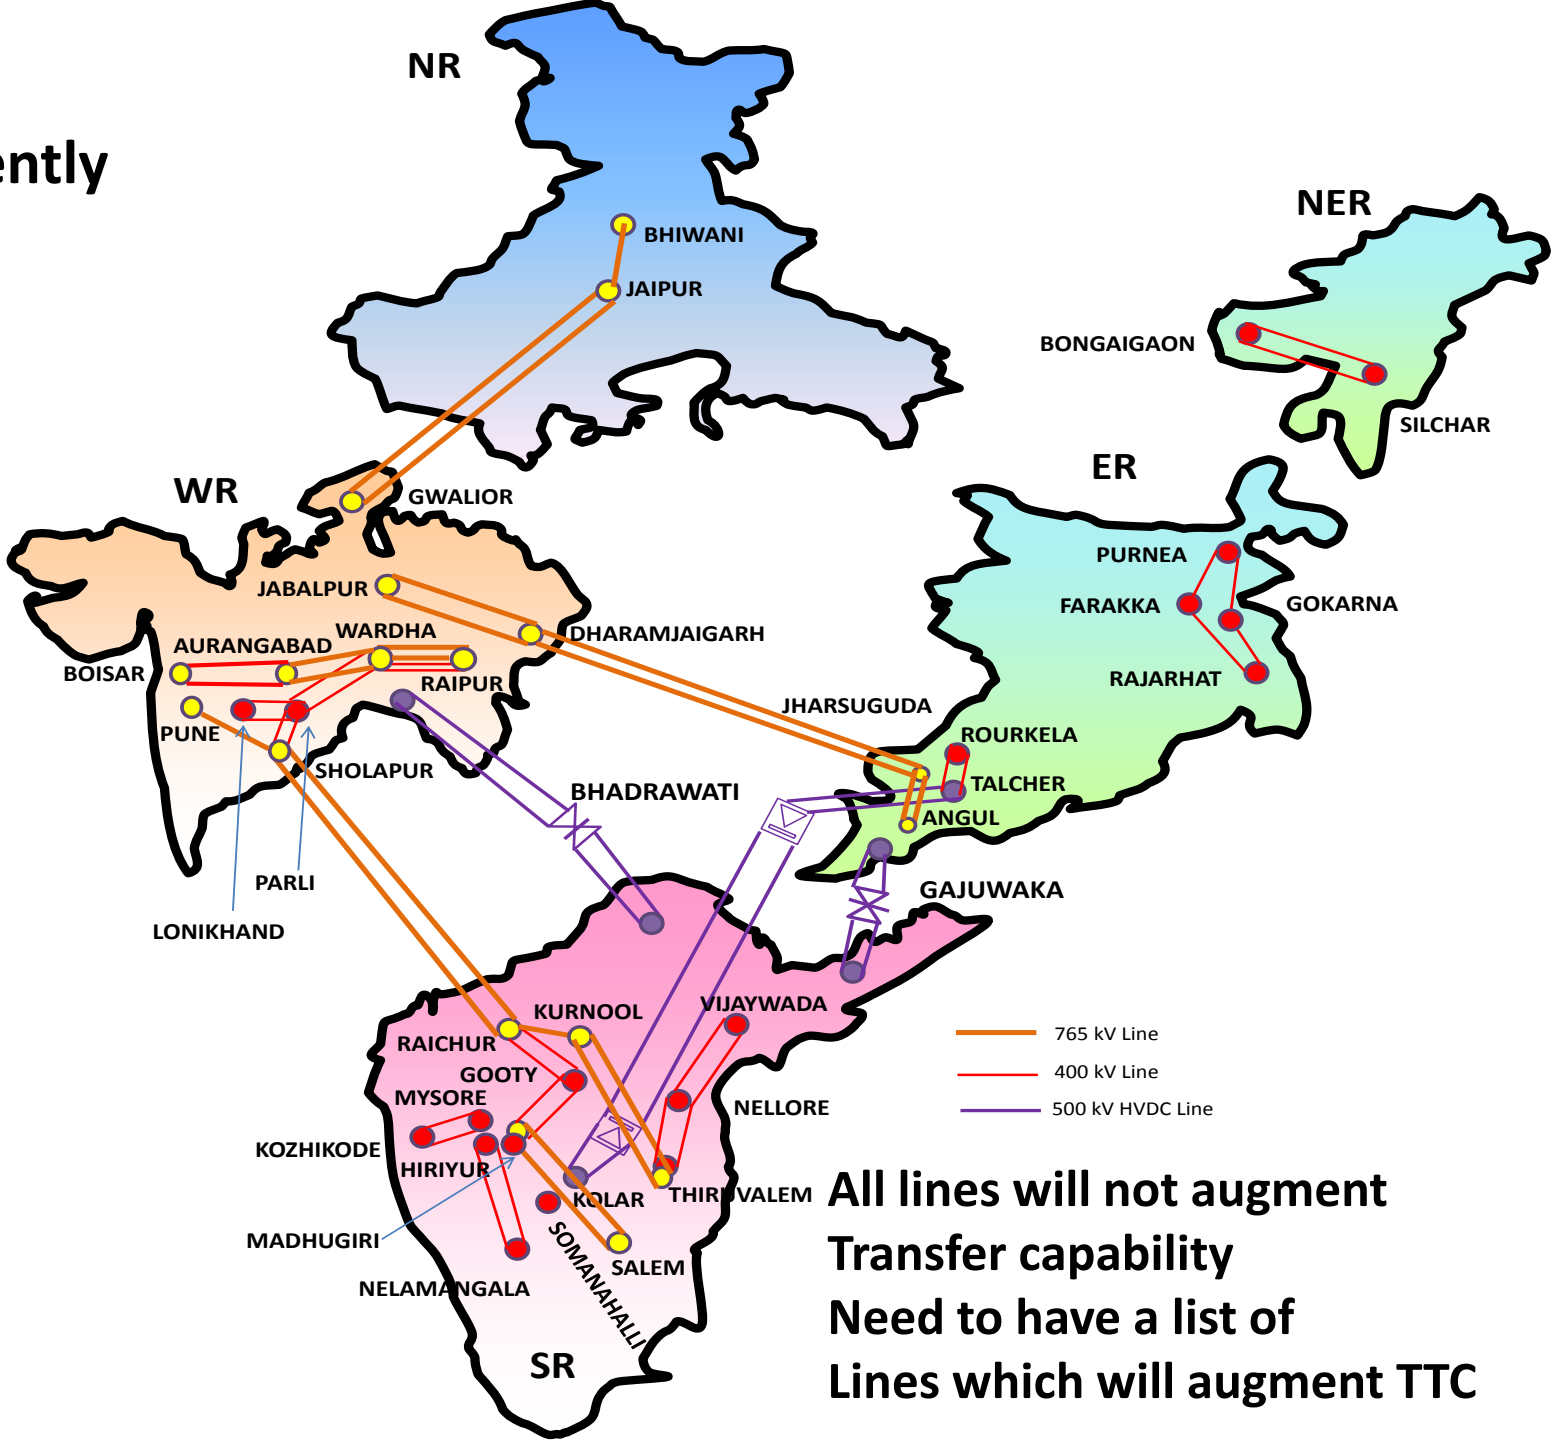 NR
ently
NER
BHIWANI
JAIPUR
BONGAIGAON
SILCHAR
ER
WR
GWALIOR
PURNEA
JABALPUR
FARAKKA
GOKARNA
WARDHA
DHARAMJAIGARH
AURANGABAD
BOISAR
RAIPUR
RAJARHAT
JHARSUGUDA
PUNE
ROURKELA
SHOLAPUR
TALCHER
BHADRAWATI
ANGUL
PARLI
GAJUWAKA
LONIKHAND
VIJAYWADA
KURNOOL
RAICHUR
765 kV Line
GOOTY
400 kV Line
MYSORE
NELLORE
500 kV HVDC Line
KOZHIKODE
HIRIYUR
KOLAR
THIRUVALEM
MADHUGIRI
SOMANAHALLI
SALEM
NELAMANGALA
SR
All lines will not augment
Transfer capability
Need to have a list of
Lines which will augment TTC